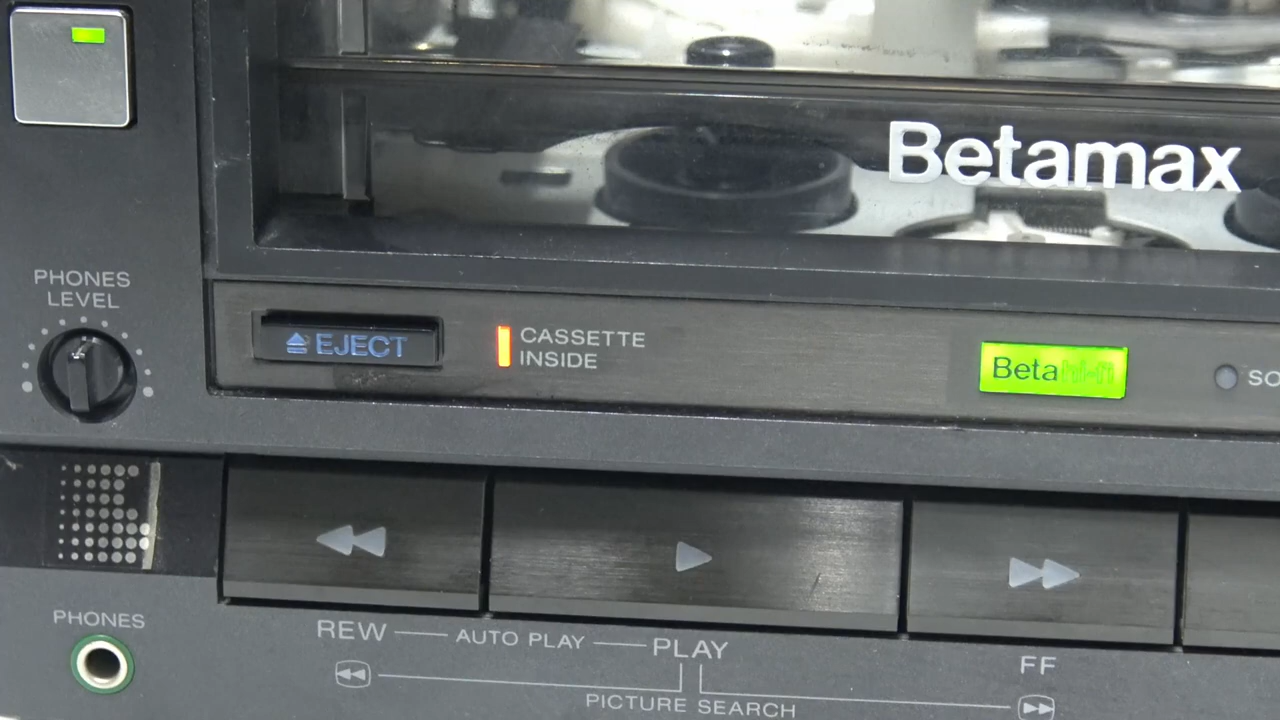 Betamax
PHONES
LEVEL
EJECT
CASSETTE
INSIDE
Beta hi-fi
PHONES
REW
AUTO PLAY
PLAY
FF
PICTURE SEARCH